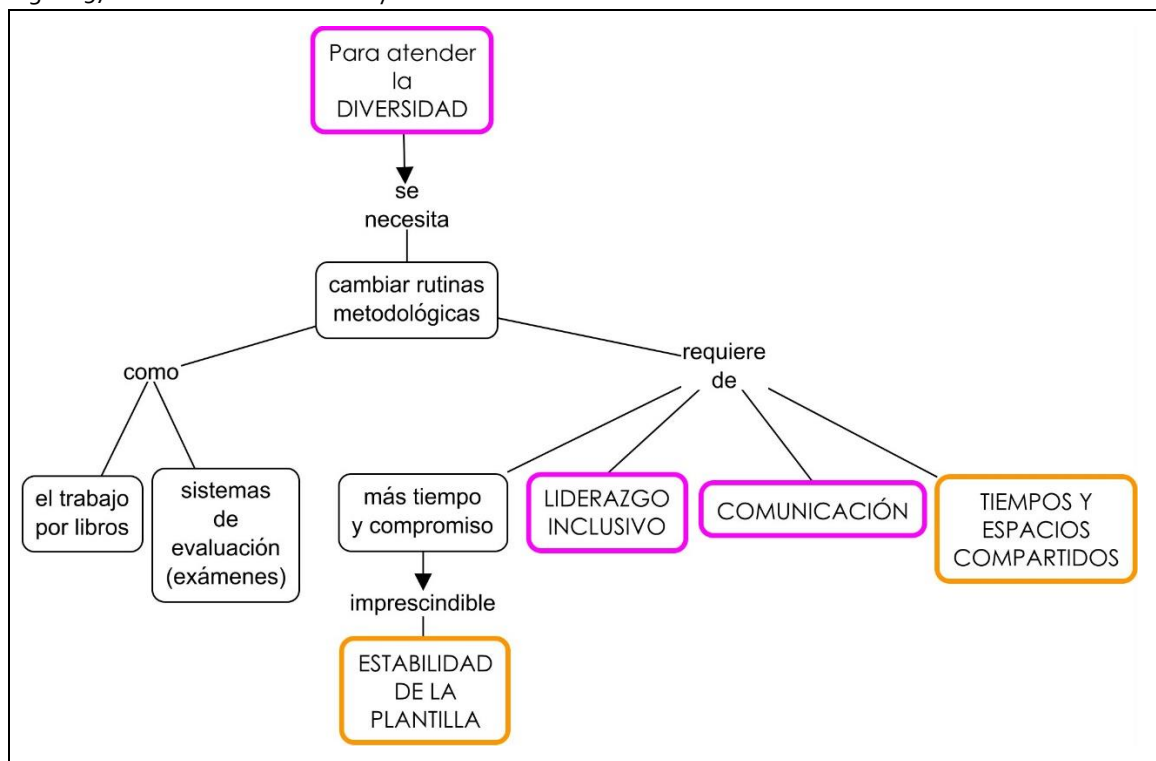 Para atender
la
DIVERSIDAD
se
necesita
cambiar rutinas
metodológicas
como
requiere
de
el trabajo
por libros
sistemas
de
evaluación
(exámenes)
más tiempo
y compromiso
LIDERAZGO
INCLUSIVO
COMUNICACIÓN
TIEMPOS Y
ESPACIOS
COMPARTIDOS
imprescindible
ESTABILIDAD
DE LA
PLANTILLA